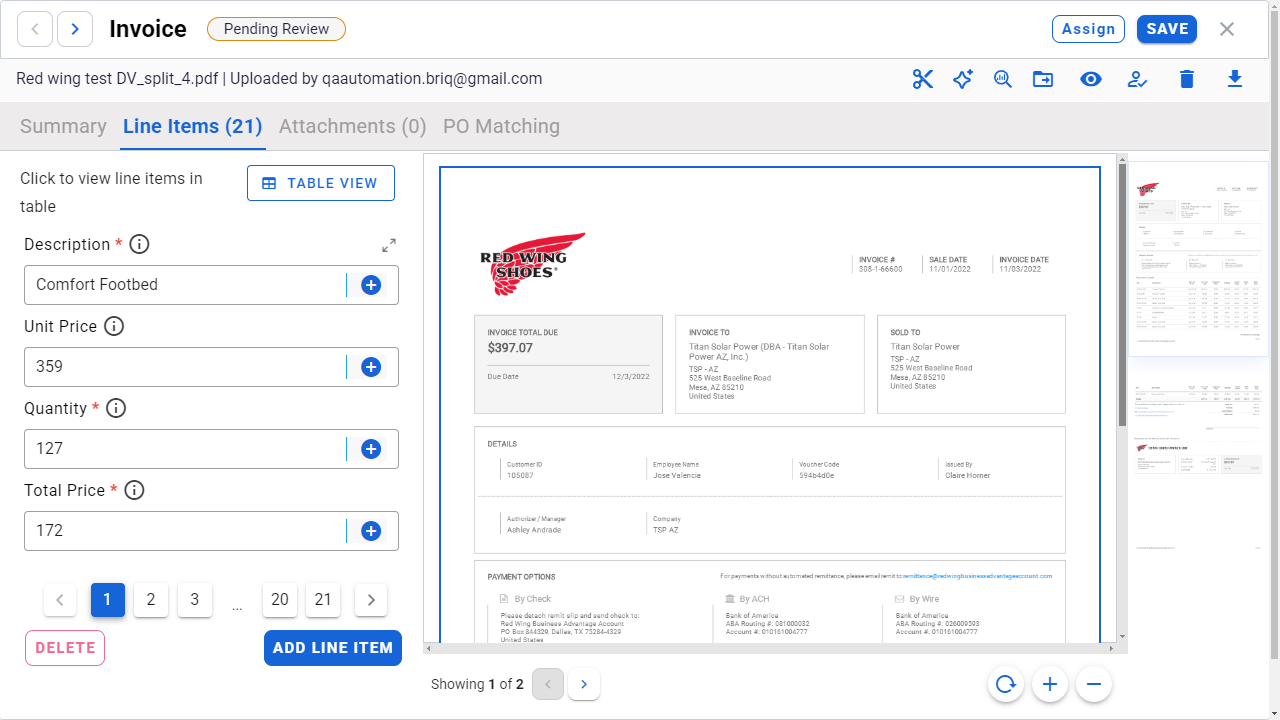 Invoice
Pending Review
Assign
SAVE
Red wing test DV_split_4.pdf | Uploaded by qaautomation.briq@gmail.com
Summary
Line Items (21)
Attachments (0)
PO Matching
Click to view line items in
table
TABLE VIEW
Description *
Comfort Footbed
Unit Price
359
Quantity *
127
Total Price *
172
1
2
3
...
20
21
DELETE
ADD LINE ITEM
RED WING
SHOES
INVOICE #
308-1-66600
SALE DATE
11/01/2022
INVOICE DATE
11/03/2022
INVOICE TOTAL DUE
$397.07
Due Date 12/3/2022
INVOICE TO
Titan Solar Power (DBA - Titan Solar
Power AZ, Inc.)
TSP - AZ
525 West Baseline Road
Mesa, AZ 85210
United States
SOLD TO
Titan Solar Power
TSP - AZ
525 West Baseline Road
Mesa, AZ 85210
United States
DETAILS
Customer ID
105087
Employee Name
Jose Valencia
Voucher Code
594b4d0e
Issued By
Claire Horner
Authorizer / Manager
Ashley Andrade
Company
TSP AZ
PAYMENT OPTIONS
For payments without automated remittance, please email remit to:remittance@redwingbusinessadvantageaccount.com
By Check
Please detach remit slip and send check to:
Red Wing Business Advantage Account
PO Box 844329, Dallas, TX 75284-4329
United States
By ACH
Bank of America
ABA Routing #: 081000032
Account #: 010161004777
By Wire
Bank of America
ABA Routing #: 026009593
Account #: 010161004777
Showing 1 of 2